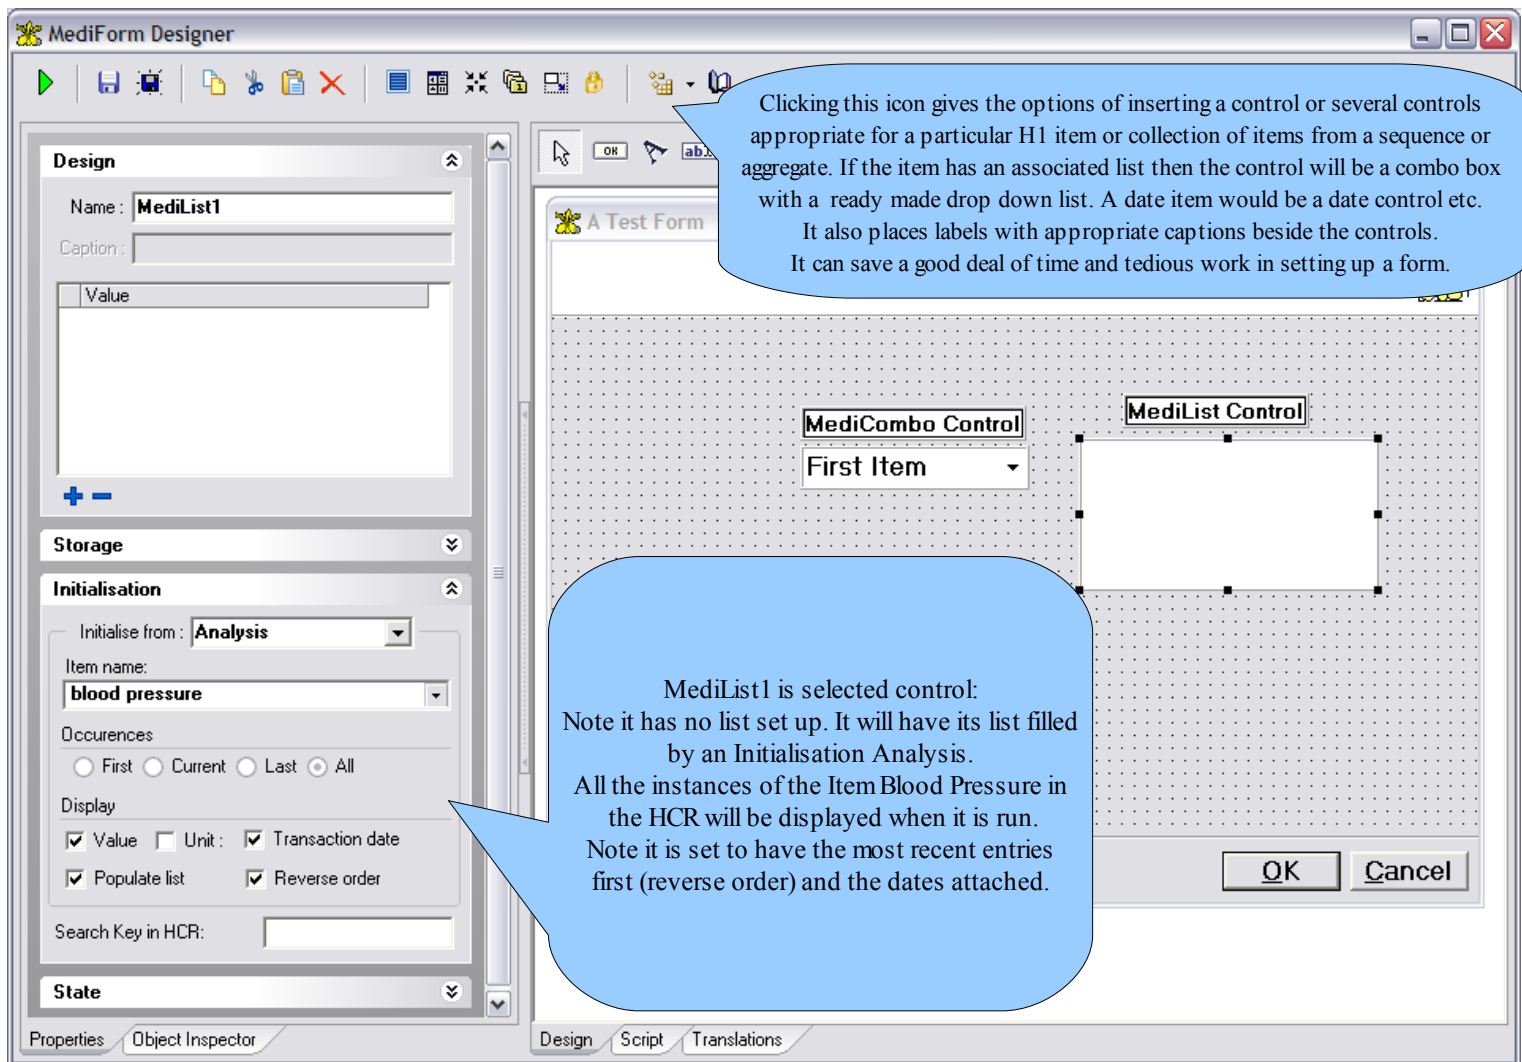 MediForm Designer
Clicking this icon gives the options of inserting a control or several controls
appropriate for a particular H1 item or collection of items from a sequence or
aggregate. If the item has an associated list then the control will be a combo box
with a ready made drop down list. A date item would be a date control etc.
It also places labels with appropriate captions beside the controls.
It can save a good deal of time and tedious work in setting up a form.
Design
Name : MediList1
Caption :
Value
Storage
Initialisation
Initialise from : Analysis
Item name:
blood pressure
Occurences
First Current Last All
Display
Value Unit : Transaction date
Populate list Reverse order
Search Key in HCR:
State
Properties Object Inspector
OK
A Test Form
MediCombo Control
First Item
MediList Control
MediList1 is selected control:
Note it has no list set up. It will have its list filled
by an Initialisation Analysis.
All the instances of the Item Blood Pressure in
the HCR will be displayed when it is run.
Note it is set to have the most recent entries
first (reverse order) and the dates attached.
OK Cancel
Design Script Translations